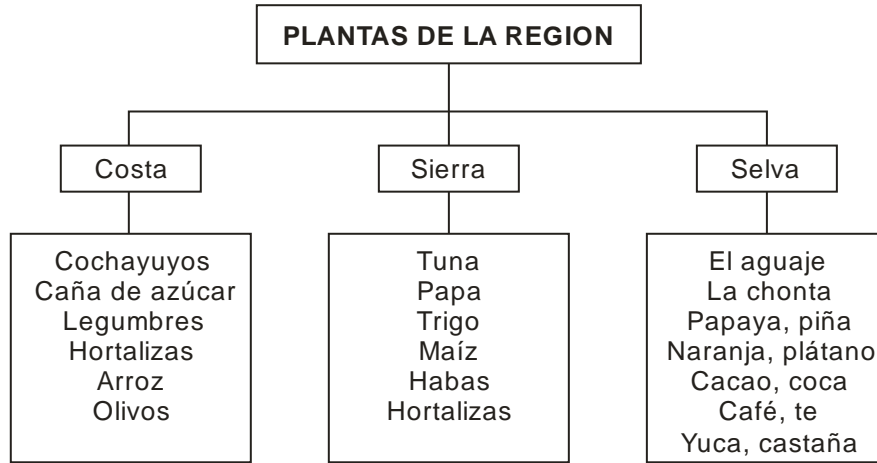 PLANTAS DE LA REGION
Costa
Sierra
Selva
Cochayuyos
Caña de azúcar
Legumbres
Hortalizas
Arroz
Olivos
Tuna
Papa
Trigo
Maíz
Habas
Hortalizas
El aguaje
La chonta
Papaya, piña
Naranja, plátano
Cacao, coca
Café, te
Yuca, castaña